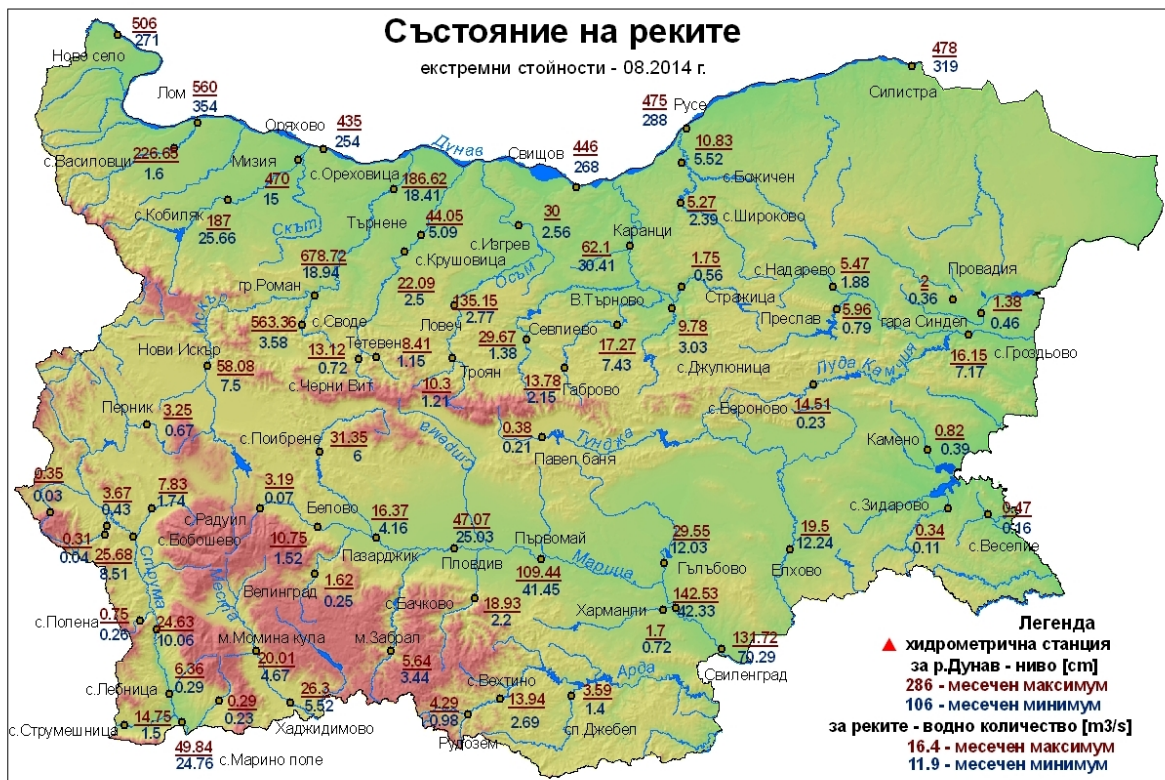 Състояние на реките
екстремни стойности - 08.2014 г.
506
271
Ново село
478
319
Силистра
Лом
560
354
475
288
Русе
Оряхово
435
254
Дунав
Свищов
446
268
10.83
5.52
с.Василовци
226.65
1.6
Мизия
с.Ореховица
186.62
18.41
с.Божичен
470
15
с.Кобиляк
187
25.66
Скът
Търнене
44.05
5.09
с.Изгрев
30
2.56
5.27
2.39
с.Широково
Каранци
62.1
30.41
с.Крушовица
678.72
18.94
Осъм
гр.Роман
22.09
2.5
135.15
2.77
1.75
0.56
с.Надарево
5.47
1.88
Провадия
2
0.36
1.38
0.46
Искър
563.36
3.58
с.Своде
Ловеч
В.Търново
Стражица
Преслав
5.96
0.79
гара Синдел
с.Гроздьово
Нови Искър
58.08
7.5
13.12
0.72
Тетевен
8.41
1.15
29.67
1.38
Севлиево
17.27
7.43
9.78
3.03
с.Джулюница
16.15
7.17
с.Черни Вит
10.3
1.21
Троян
13.78
2.15
Габрово
Луда Камчия
Перник
3.25
0.67
с.Поибрене
31.35
6
Стрема
0.38
0.21
Павел баня
Тунджа
с.Бероново
14.51
0.23
Камено
0.82
0.39
0.35
0.03
3.67
0.43
7.83
1.74
3.19
0.07
с.Радуил
Белово
16.37
4.16
47.07
25.03
Първомай
29.55
12.03
19.5
12.24
с.Зидарово
0.34
0.11
0.47
0.16
с.Веселие
0.31
0.04
25.68
8.51
с.Бобошево
10.75
1.52
Пазарджик
Пловдив
109.44
41.45
Марица
Гълъбово
Елхово
Струма
Места
Велинград
1.62
0.25
с.Бачково
18.93
2.2
Харманли
142.53
42.33
с.Полена
0.75
0.26
24.63
10.06
м.Момина кула
20.01
4.67
м.Забрал
5.64
3.44
1.7
0.72
131.72
70.29
Свиленград
6.36
0.29
с.Лебница
0.29
0.23
26.3
5.52
Хаджидимово
с.Вехтино
4.29
0.98
13.94
2.69
Арда
3.59
1.4
Рудозем
сп.Джебел
с.Струмешница
14.75
1.5
49.84
24.76
с.Марино поле
Легенда
хидрометрична станция
за р.Дунав - ниво [cm]
286 - месечен максимум
106 - месечен минимум
за реките - водно количество [m3/s]
16.4 - месечен максимум
11.9 - месечен минимум